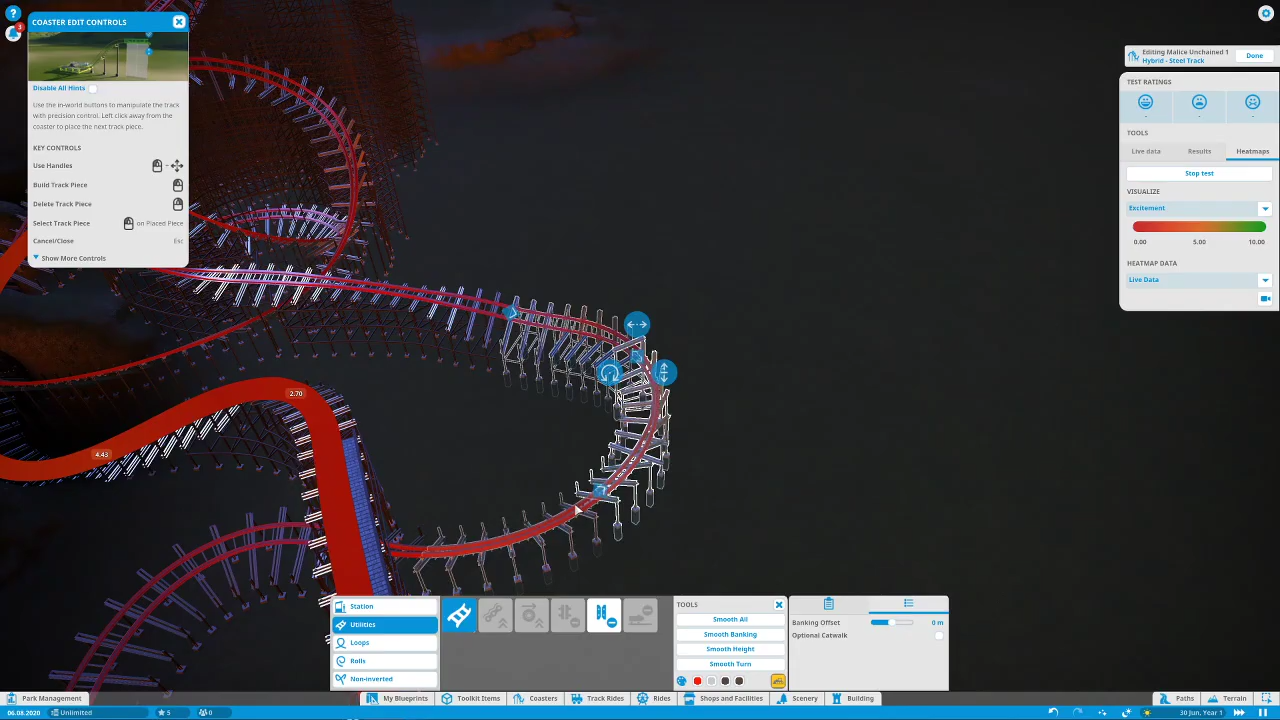 ?
COASTER EDIT CONTROLS
3
Disable All Hints
Use the in-world buttons to manipulate the track
with precision control. Left click away from the
coaster to place the next track piece.
KEY CONTROLS
Use Handles
Build Track Piece
Delete Track Piece
Select Track Piece on Placed Piece
Cancel/Close Esc
Show More Controls
Editing Malice Unchained 1
Hybrid - Steel Track
Done
TEST RATINGS
- - -
TOOLS
Live data Results Heatmaps
Stop test
VISUALIZE
Excitement
0.00 5.00 10.00
HEATMAP DATA
Live Data
2.70
4.43
Station
Utilities
Loops
Rolls
Non-inverted
TOOLS
Smooth All
Smooth Banking
Smooth Height
Smooth Turn
Banking Offset 0 m
Optional Catwalk
Park Management
My Blueprints
Toolkit Items
Coasters
Track Rides
Rides
Shops and Facilities
Scenery
Building
Paths
Terrain
06.08.2020
Unlimited
5
0
30 Jun, Year 1